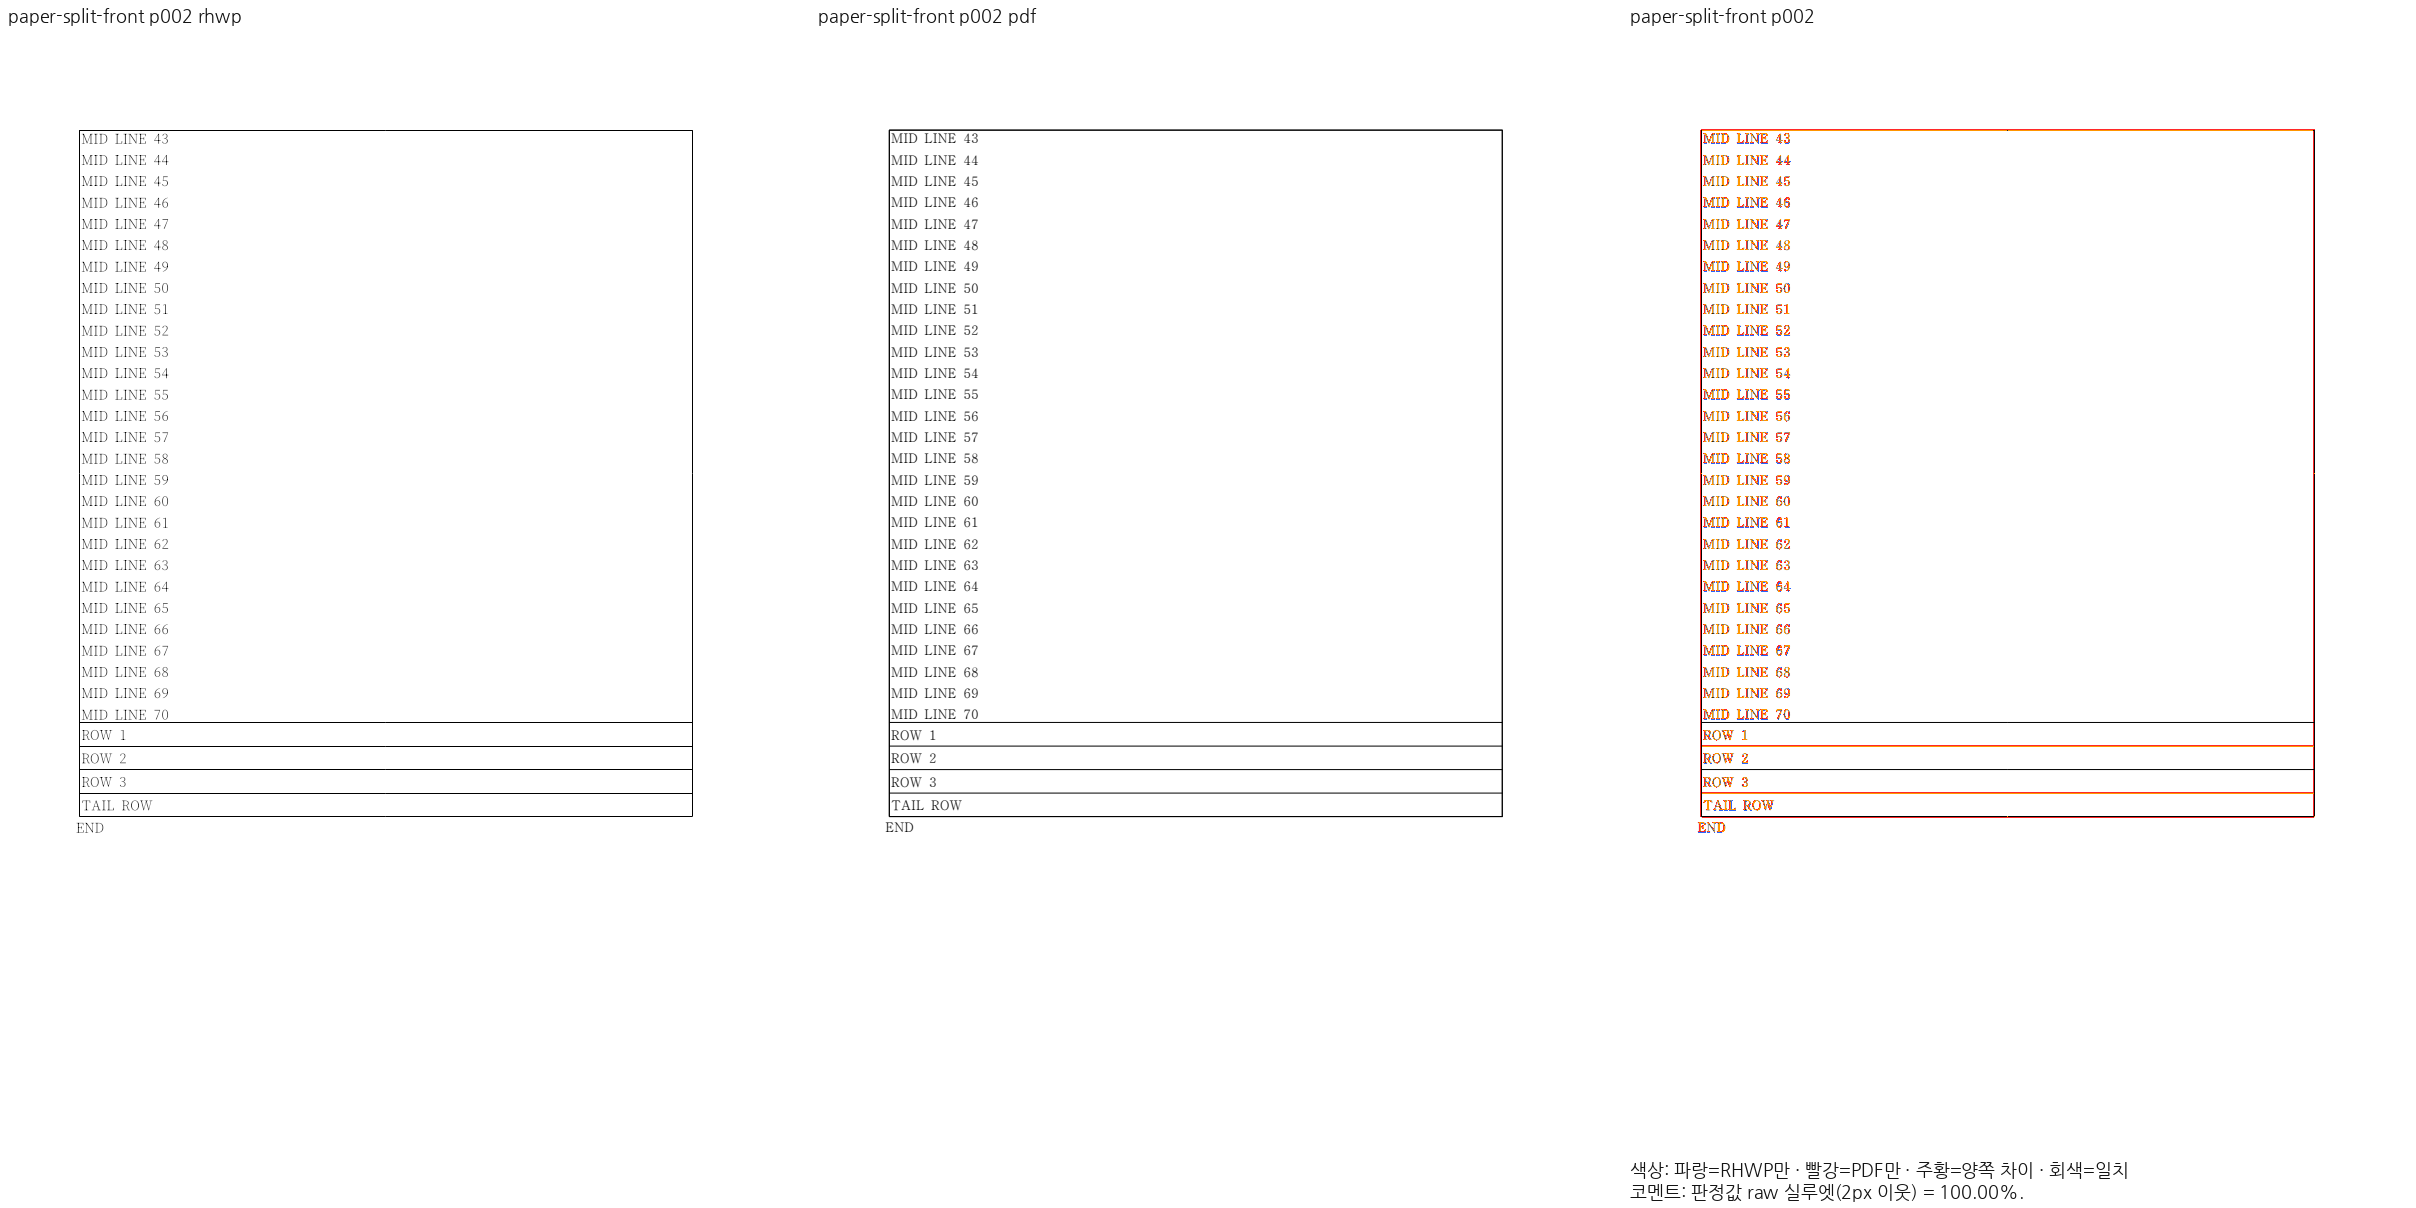 paper-split-front p002 rhwp
MID LINE 43
MID LINE 44
MID LINE 45
MID LINE 46
MID LINE 47
MID LINE 48
MID LINE 49
MID LINE 50
MID LINE 51
MID LINE 52
MID LINE 53
MID LINE 54
MID LINE 55
MID LINE 56
MID LINE 57
MID LINE 58
MID LINE 59
MID LINE 60
MID LINE 61
MID LINE 62
MID LINE 63
MID LINE 64
MID LINE 65
MID LINE 66
MID LINE 67
MID LINE 68
MID LINE 69
MID LINE 70
ROW 1
ROW 2
ROW 3
TAIL ROW
END
paper-split-front p002 pdf
MID LINE 43
MID LINE 44
MID LINE 45
MID LINE 46
MID LINE 47
MID LINE 48
MID LINE 49
MID LINE 50
MID LINE 51
MID LINE 52
MID LINE 53
MID LINE 54
MID LINE 55
MID LINE 56
MID LINE 57
MID LINE 58
MID LINE 59
MID LINE 60
MID LINE 61
MID LINE 62
MID LINE 63
MID LINE 64
MID LINE 65
MID LINE 66
MID LINE 67
MID LINE 68
MID LINE 69
MID LINE 70
ROW 1
ROW 2
ROW 3
TAIL ROW
END
paper-split-front p002
MID LINE 43
MID LINE 44
MID LINE 45
MID LINE 46
MID LINE 47
MID LINE 48
MID LINE 49
MID LINE 50
MID LINE 51
MID LINE 52
MID LINE 53
MID LINE 54
MID LINE 55
MID LINE 56
MID LINE 57
MID LINE 58
MID LINE 59
MID LINE 60
MID LINE 61
MID LINE 62
MID LINE 63
MID LINE 64
MID LINE 65
MID LINE 66
MID LINE 67
MID LINE 68
MID LINE 69
MID LINE 70
ROW 1
ROW 2
ROW 3
TAIL ROW
END
색상: 파랑=RHWP만 · 빨강=PDF만 · 주황=양쪽 차이 · 회색=일치
코멘트: 판정값 raw 실루엣(2px 이웃) = 100.00%.